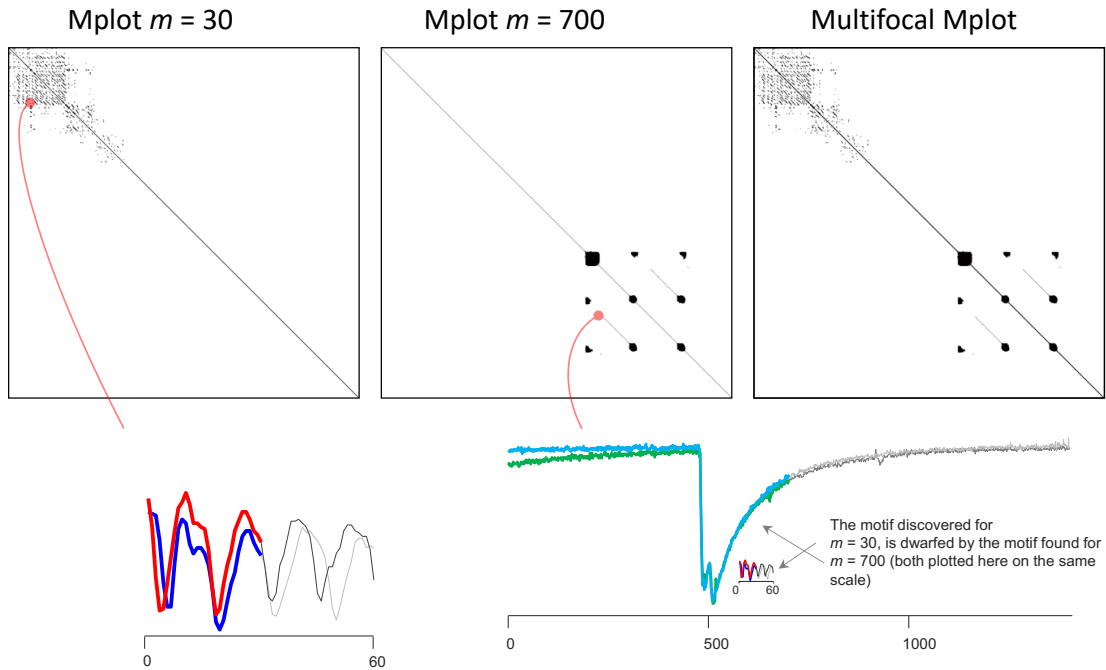 Mplot m = 30
Mplot m = 700
Multifocal Mplot
The motif discovered for
m = 30, is dwarfed by the motif found for
m = 700 (both plotted here on the same
scale)
0 60
0 60
0 500 1000